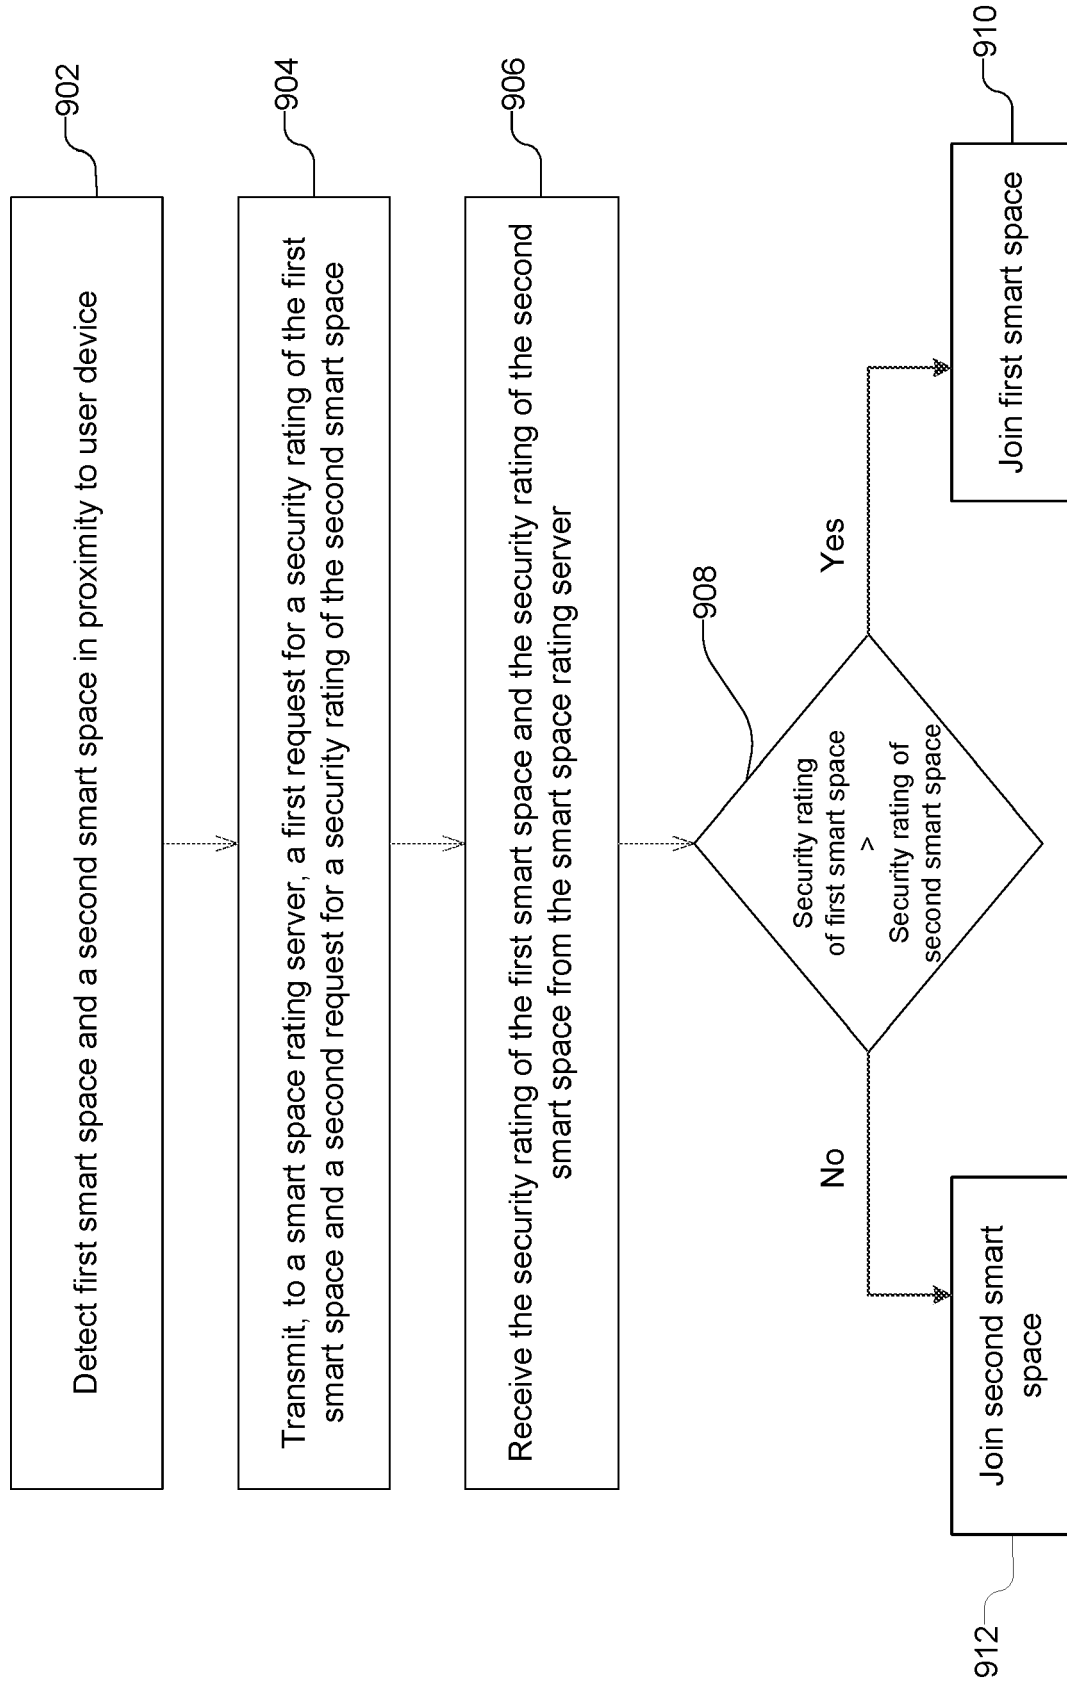 Detect first smart space and a second smart space in proximity to user device
902
Transmit, to a smart space rating server, a first request for a security rating of the first
smart space and a second request for a security rating of the second smart space
904
Receive the security rating of the first smart space and the security rating of the second
smart space from the smart space rating server
906
908
Security rating
of first smart space
>
Security rating of
second smart space
No
Yes
Join second smart
space
912
Join first smart space
910